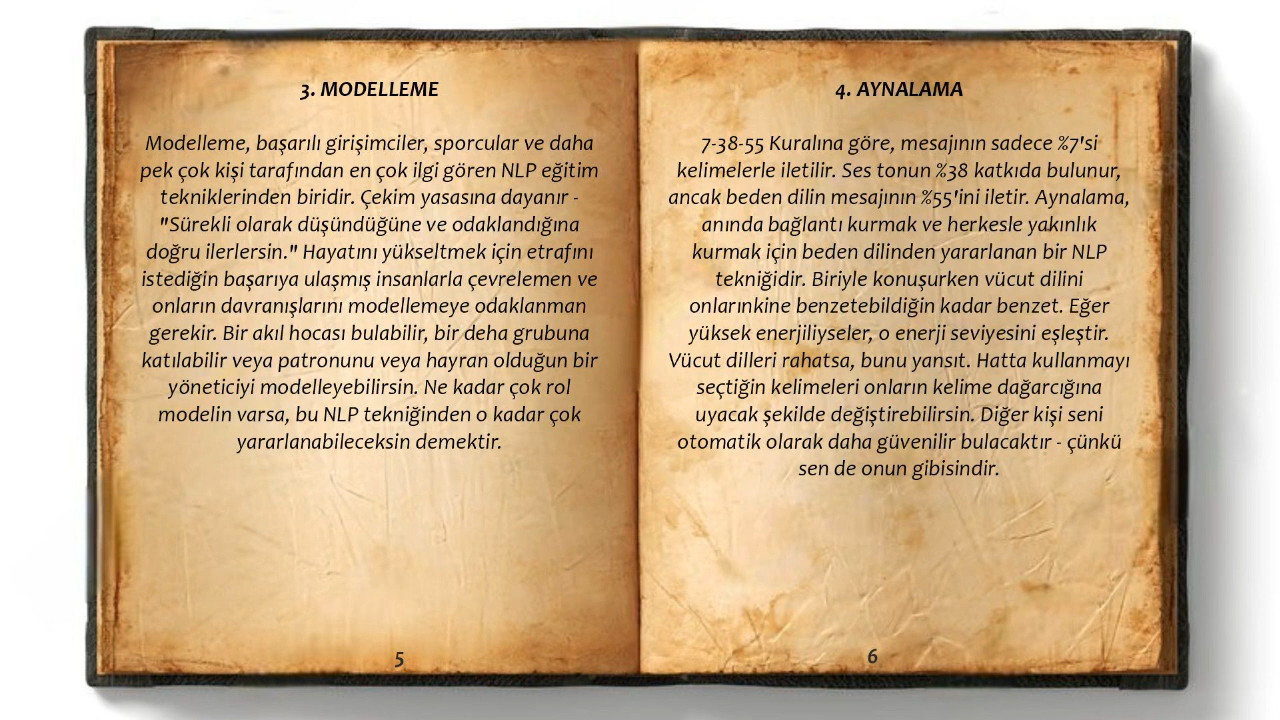 3. MODELLEME
Modelleme, başarılı girişimciler, sporcular ve daha
pek çok kişi tarafından en çok ilgi gören NLP eğitim
tekniklerinden biridir. Çekim yasasına dayanır -
"Sürekli olarak düşündüğüne ve odaklandığına
doğru ilerlersin." Hayatını yükseltmek için etrafını
istediğin başarıya ulaşmış insanlarla çevrelemen ve
onların davranışlarını modellemeye odaklanman
gerekir. Bir akıl hocası bulabilir, bir deha grubuna
katılabilir veya patronunu veya hayran olduğun bir
yöneticiyi modelleyebilirsin. Ne kadar çok rol
modelin varsa, bu NLP tekniğinden o kadar çok
yararlanabileceksin demektir.
5
4. AYNALAMA
7-38-55 Kuralına göre, mesajının sadece %7'si
kelimelerle iletilir. Ses tonun %38 katkıda bulunur,
ancak beden dilin mesajının %55'ini iletir. Aynalama,
anında bağlantı kurmak ve herkesle yakınlık
kurmak için beden dilinden yararlanan bir NLP
tekniğidir. Biriyle konuşurken vücut dilini
onlarınkine benzetebildiğin kadar benzet. Eğer
yüksek enerjiliyseler, o enerji seviyesini eşleştir.
Vücut dilleri rahatsa, bunu yansıt. Hatta kullanmayı
seçtiğin kelimeleri onların kelime dağarcığına
uyacak şekilde değiştirebilirsin. Diğer kişi seni
otomatik olarak daha güvenilir bulacaktır - çünkü
sen de onun gibisindir.
6